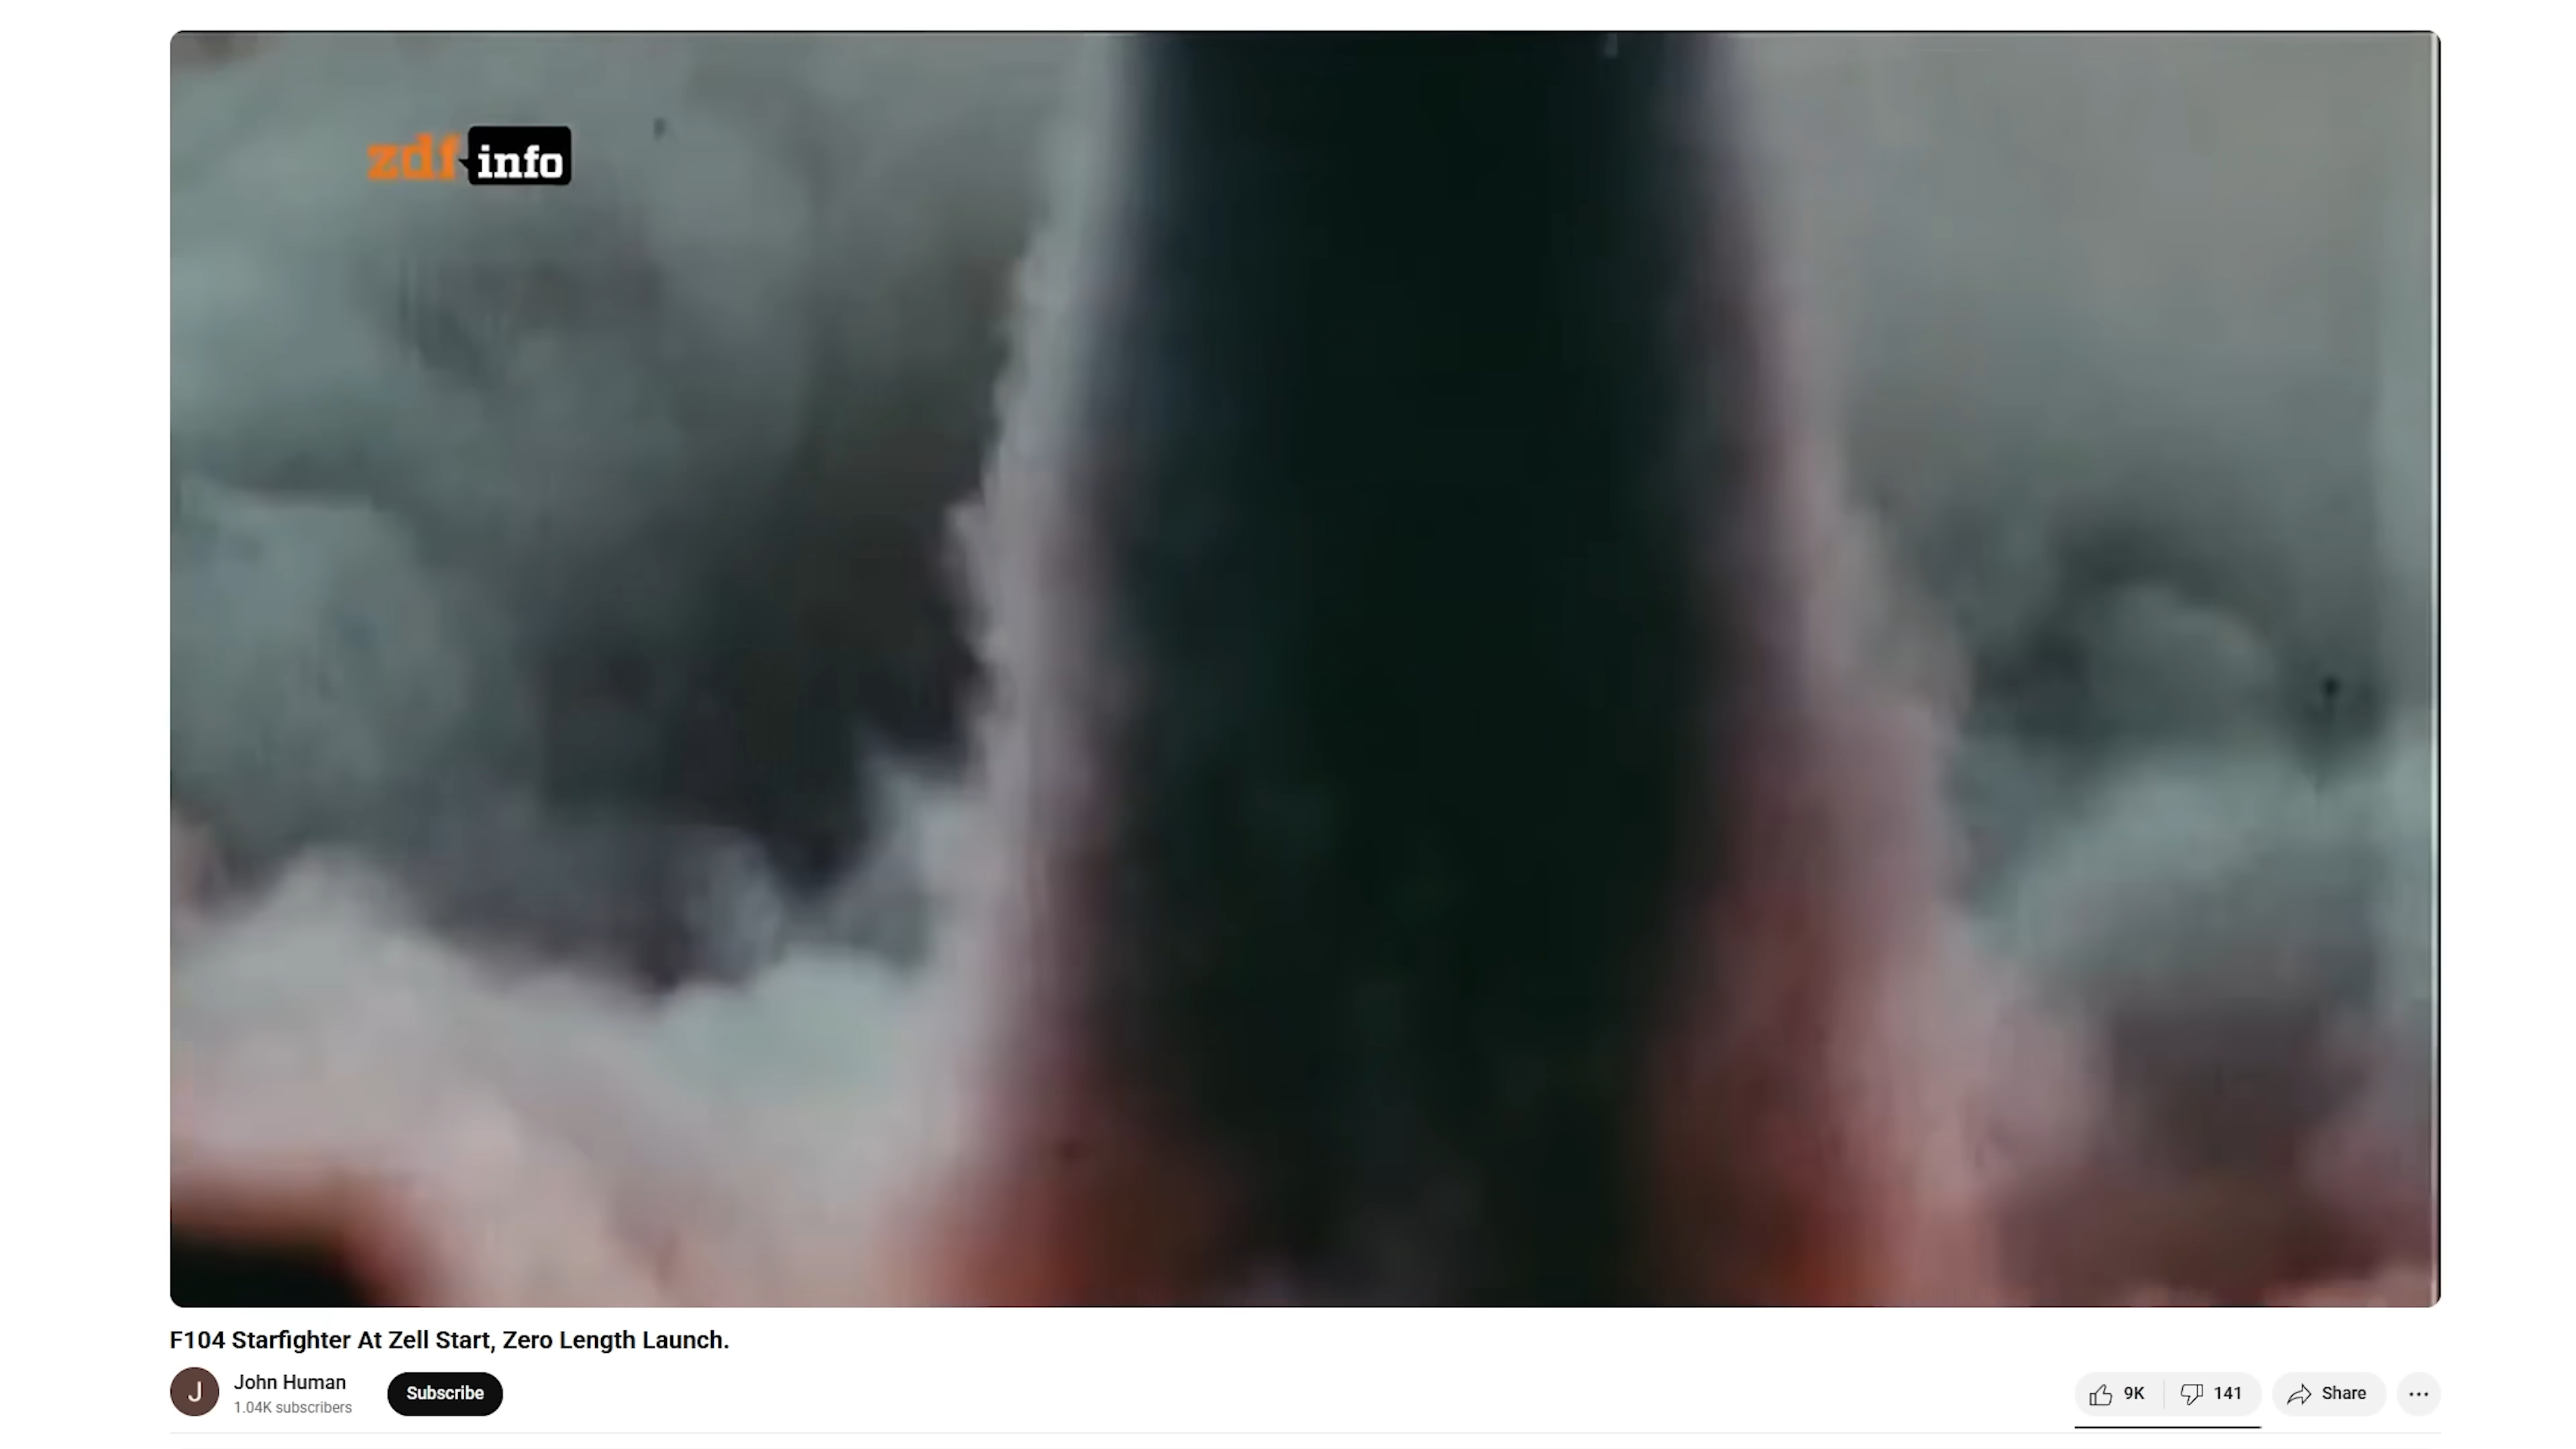 zdf info
F104 Starfighter At Zell Start, Zero Length Launch.
J
John Human
1.04K subscribers
Subscribe
9K
141
Share